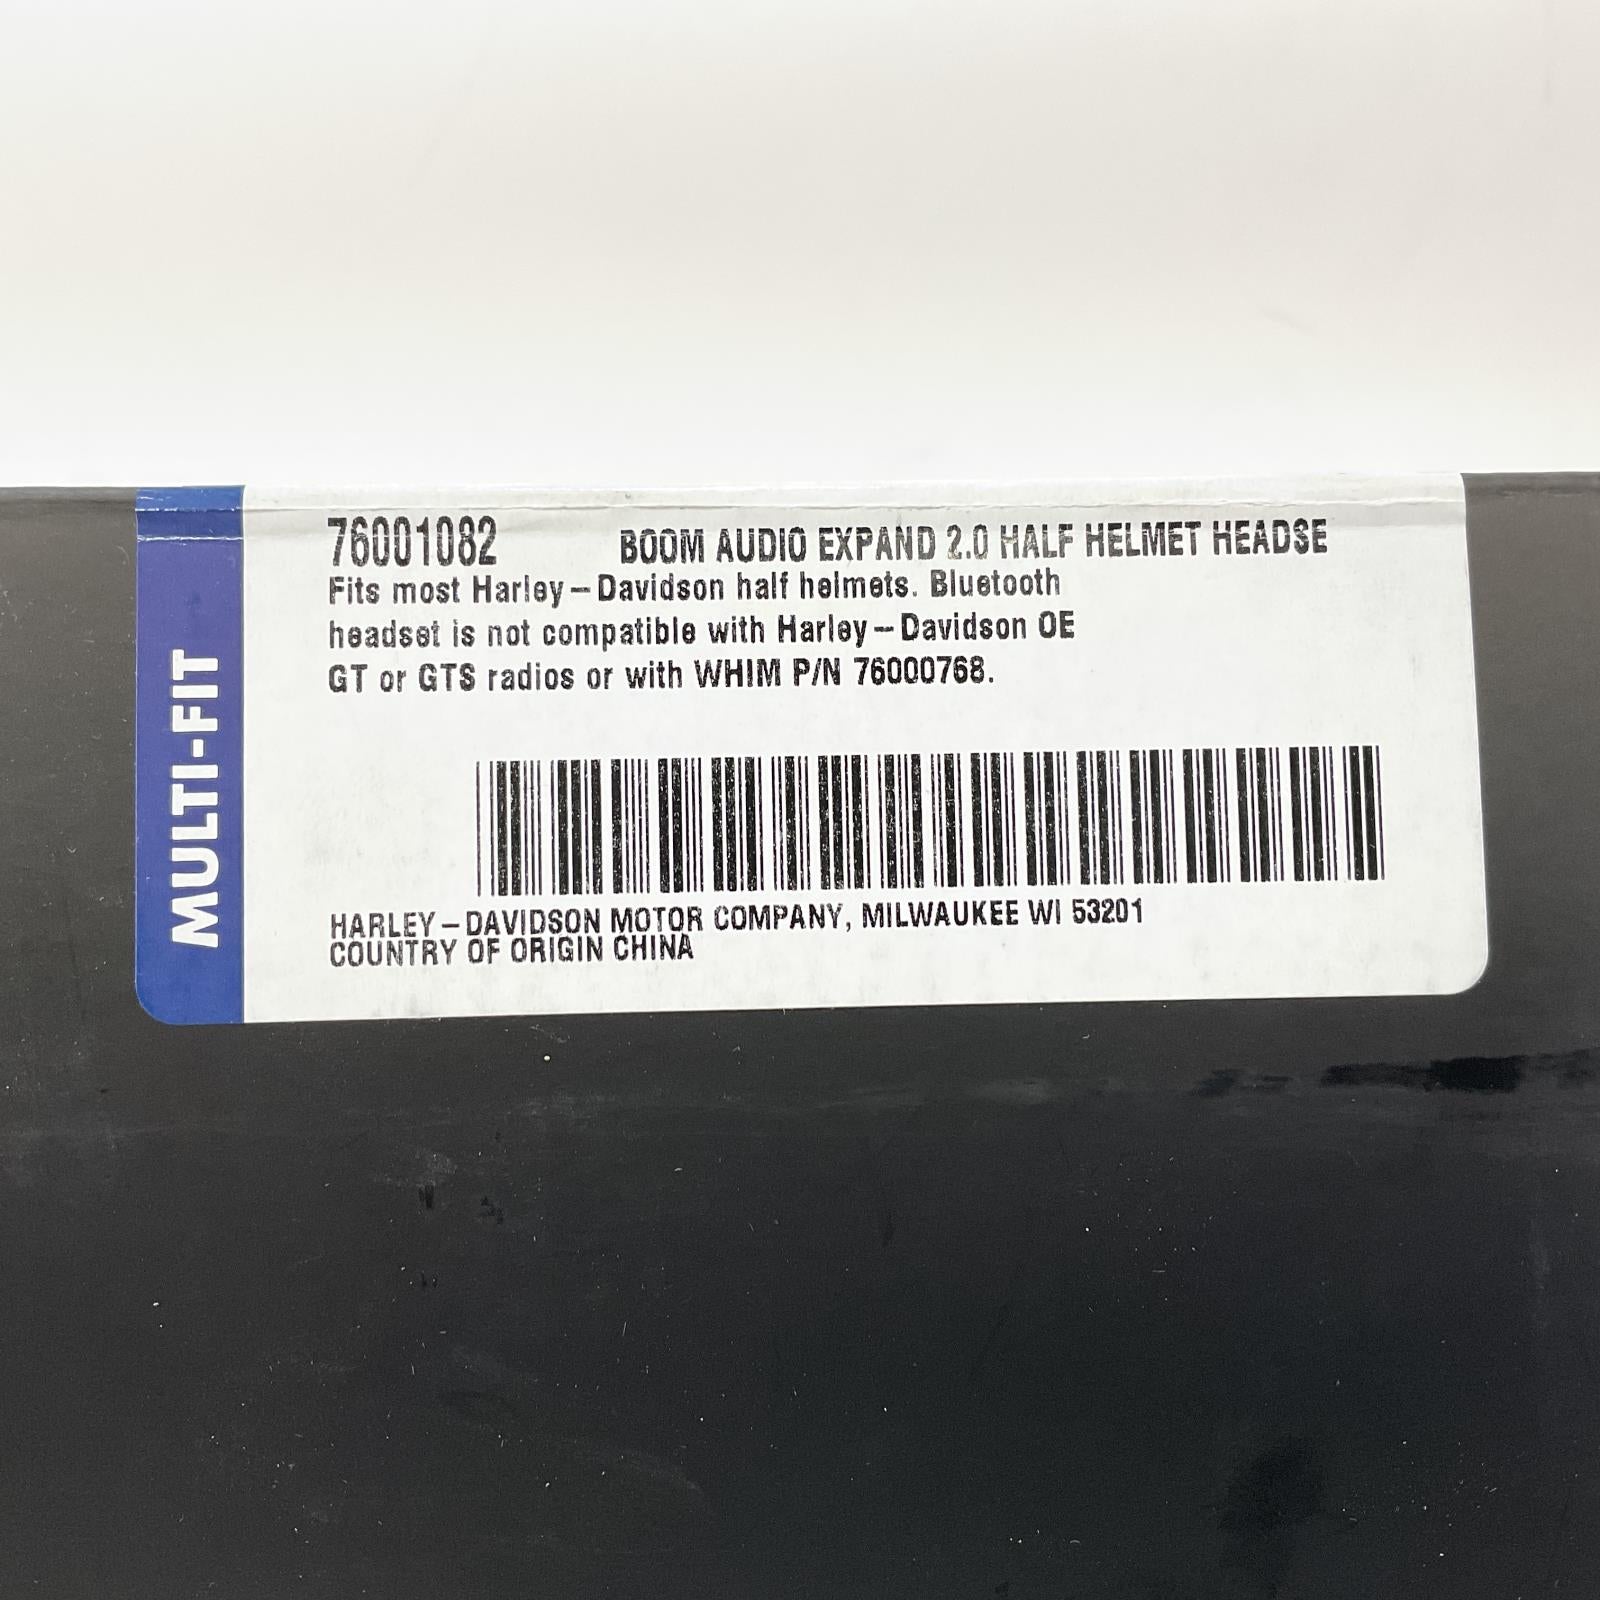 MULTI-FIT
76001082 BOOM AUDIO EXPAND 2.0 HALF HELMET HEADSE
Fits most Harley-Davidson half helmets. Bluetooth
headset is not compatible with Harley-Davidson OE
GT or GTS radios or with WHIM P/N 76000768.
HARLEY-DAVIDSON MOTOR COMPANY, MILWAUKEE WI 53201
COUNTRY OF ORIGIN CHINA